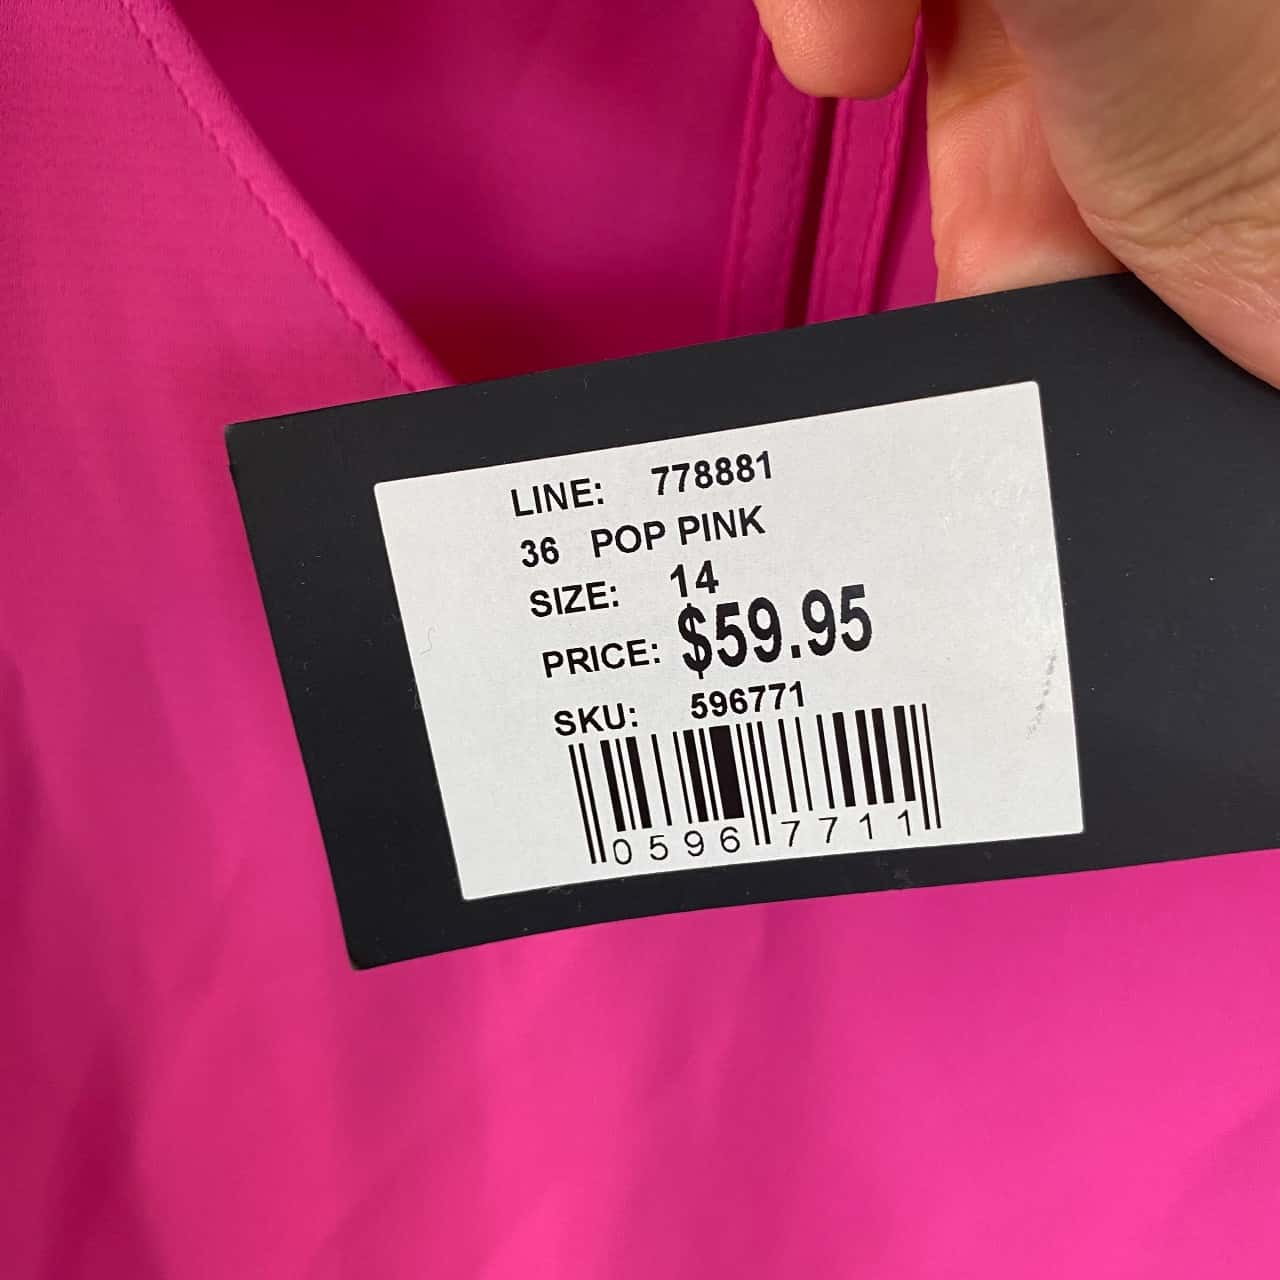 LINE: 778881
36 POP PINK
SIZE: 14
PRICE: $59.95
SKU: 596771
0596 7711